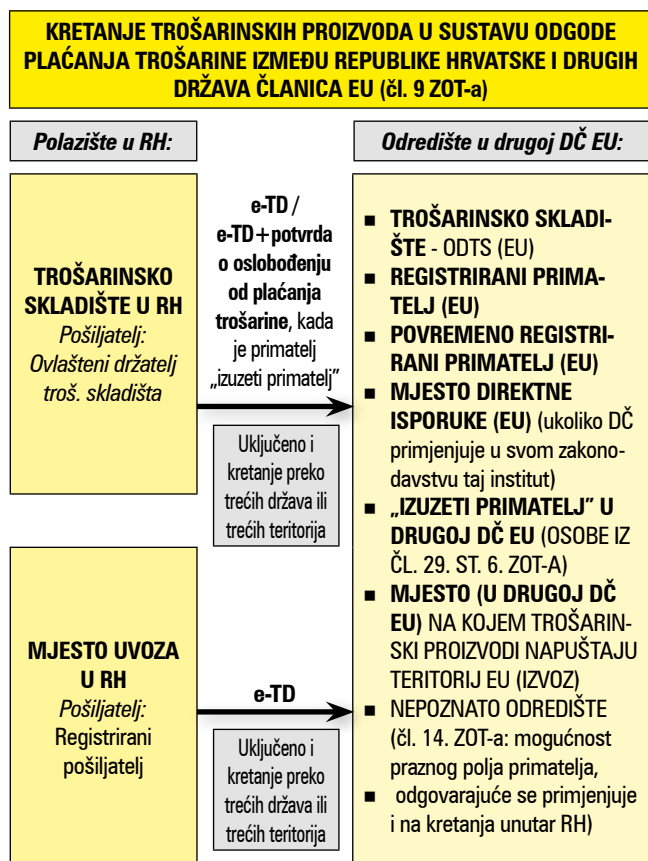 KRETANJE TROŠARINSKIH PROIZVODA U SUSTAVU ODGODE
PLAĆANJA TROŠARINE IZMEĐU REPUBLIKE HRVATSKE I DRUGIH
DRŽAVA ČLANICA EU (čl. 9 ZOT-a)
Polazište u RH:
TROŠARINSKO
SKLADIŠTE U RH
Pošiljatelj:
Ovlašteni držatelj
troš. skladišta
MJESTO UVOZA
U RH
Pošiljatelj:
Registrirani
pošiljatelj
e-TD /
e-TD+potvrda
o oslobođenju
od plaćanja
trošarine, kada
je primatelj
„izuzeti primatelj”
Uključeno i
kretanje preko
trećih država ili
trećih teritorija
e-TD
Uključeno i
kretanje preko
trećih država ili
trećih teritorija
Odredište u drugoj DČ EU:
■ TROŠARINSKO SKLADI-
ŠTE - ODTS (EU)
■ REGISTRIRANI PRIMA-
TELJ (EU)
■ POVREMENO REGISTRI-
RANI PRIMATELJ (EU)
■ MJESTO DIREKTNE
ISPORUKE (EU) (ukoliko DČ
primjenjuje u svom zakono-
davstvu taj institut)
■ „IZUZETI PRIMATELJ” U
DRUGOJ DČ EU (OSOBE IZ
ČL. 29. ST. 6. ZOT-A)
■ MJESTO (U DRUGOJ DČ
EU) NA KOJEM TROŠARIN-
SKI PROIZVODI NAPUŠTAJU
TERITORIJ EU (IZVOZ)
■ NEPOZNATO ODREDIŠTE
(čl. 14. ZOT-a: mogućnost
praznog polja primatelja,
■ odgovarajuće se primjenjuje
i na kretanja unutar RH)